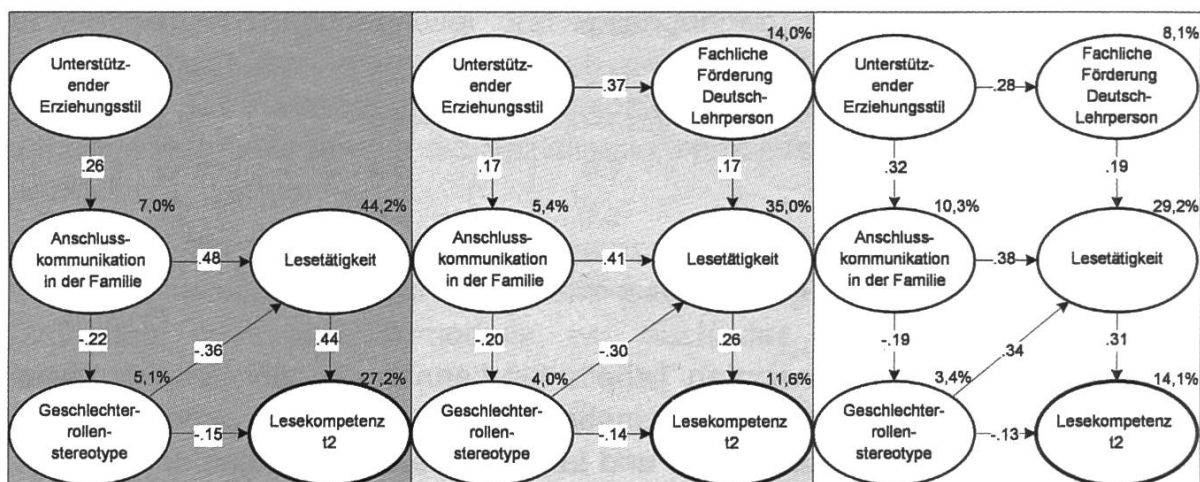 Unterstütz-
ender
Erziehungsstil
.26
7,0%
Anschluss-
kommunikation
in der Familie
.48
44,2%
Lesetätigkeit
-.22
-.36
.44
5,1%
Geschlechter-
rollen-
stereotype
-.15
27,2%
Lesekompetenz
t2
Unterstütz-
ender
Erziehungsstil
.37
14,0%
Fachliche
Förderung
Deutsch-
Lehrperson
.17
.17
5,4%
Anschluss-
kommunikation
in der Familie
.41
35,0%
Lesetätigkeit
-.20
-.30
.26
4,0%
Geschlechter-
rollen-
stereotype
-.14
11,6%
Lesekompetenz
t2
Unterstütz-
ender
Erziehungsstil
.28
8,1%
Fachliche
Förderung
Deutsch-
Lehrperson
.32
.19
10,3%
Anschluss-
kommunikation
in der Familie
.38
29,2%
Lesetätigkeit
-.19
.34
.31
3,4%
Geschlechter-
rollen-
stereotype
-.13
14,1%
Lesekompetenz
t2